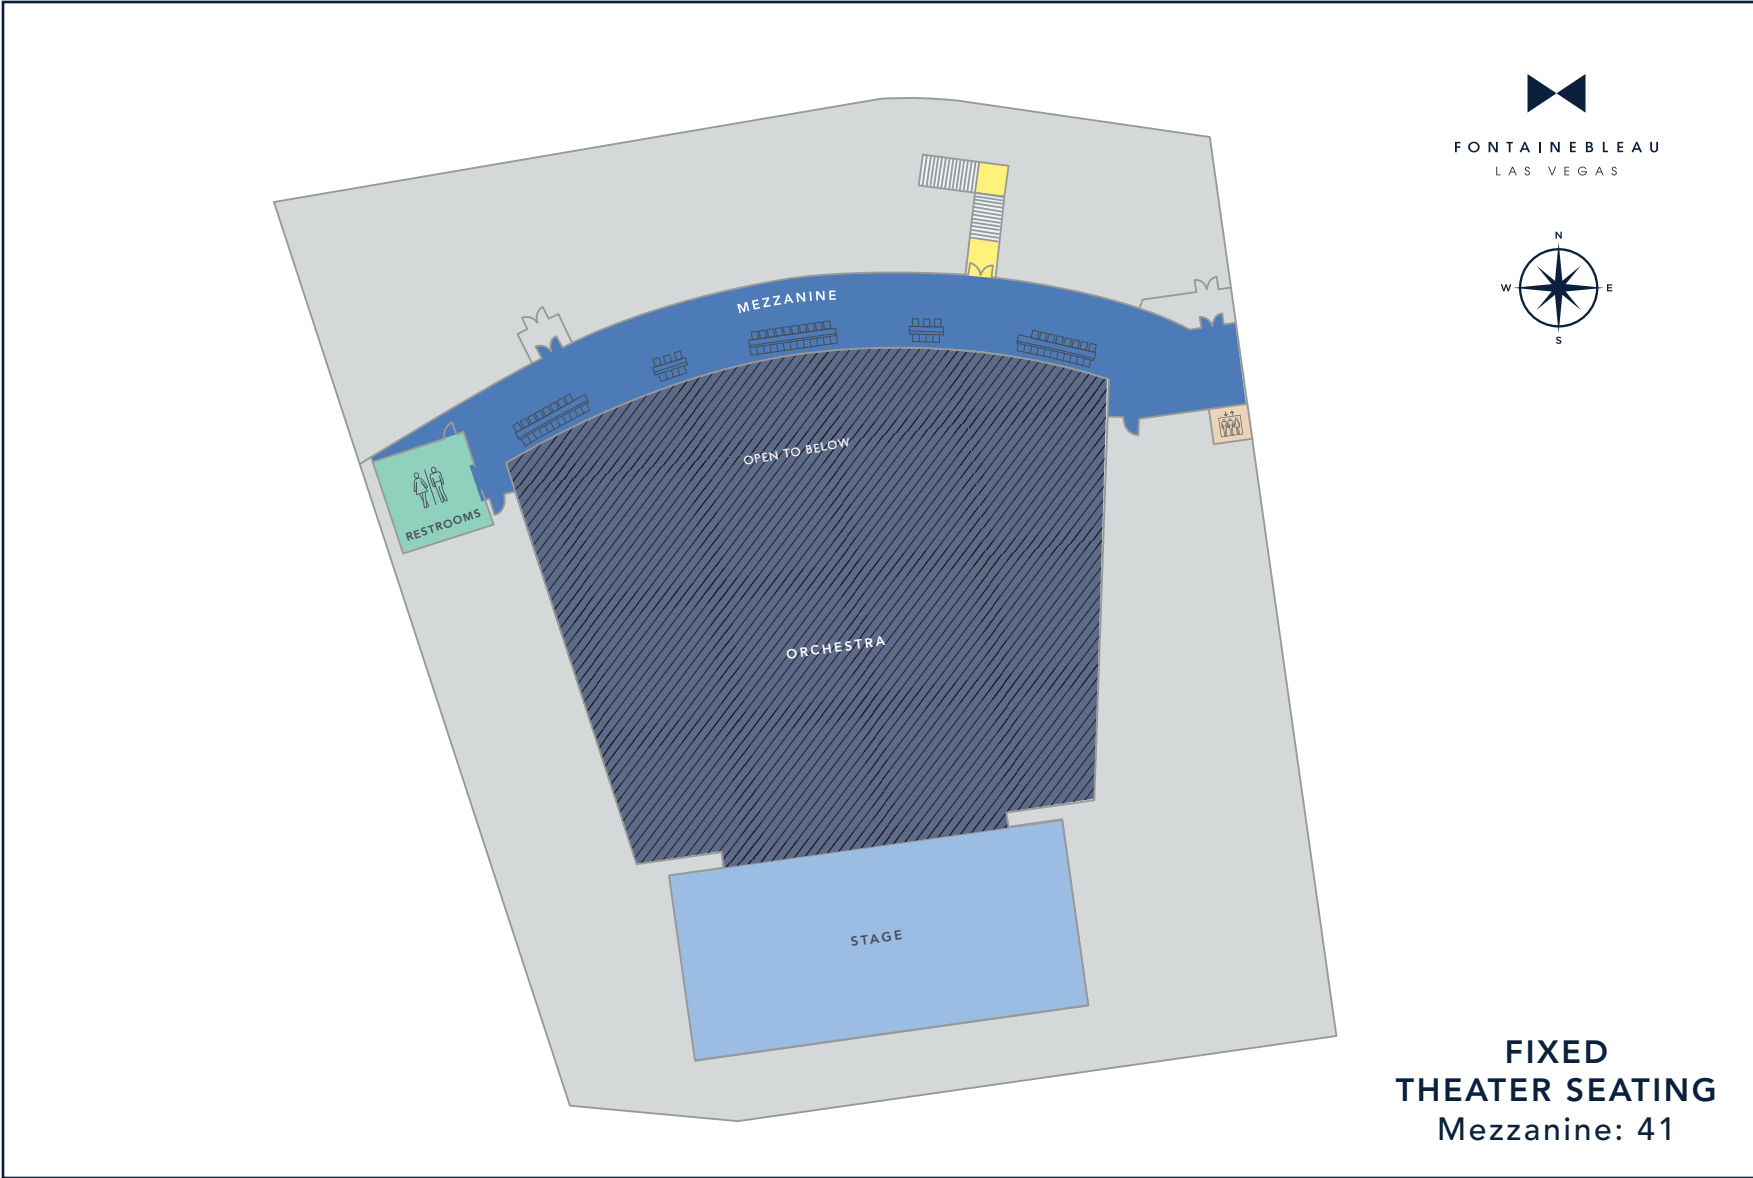 FONTAINEBLEAU
LAS VEGAS
N
W
E
S
MEZZANINE
OPEN TO BELOW
RESTROOMS
ORCHESTRA
STAGE
FIXED
THEATER SEATING
Mezzanine: 41